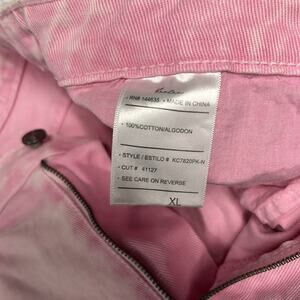 • RN# 144635 • MADE IN CHINA
• 100%COTTON/ALGODON
• STYLE / ESTILO # KC7820PK-N
• CUT # 41127
• SEE CARE ON REVERSE
XL